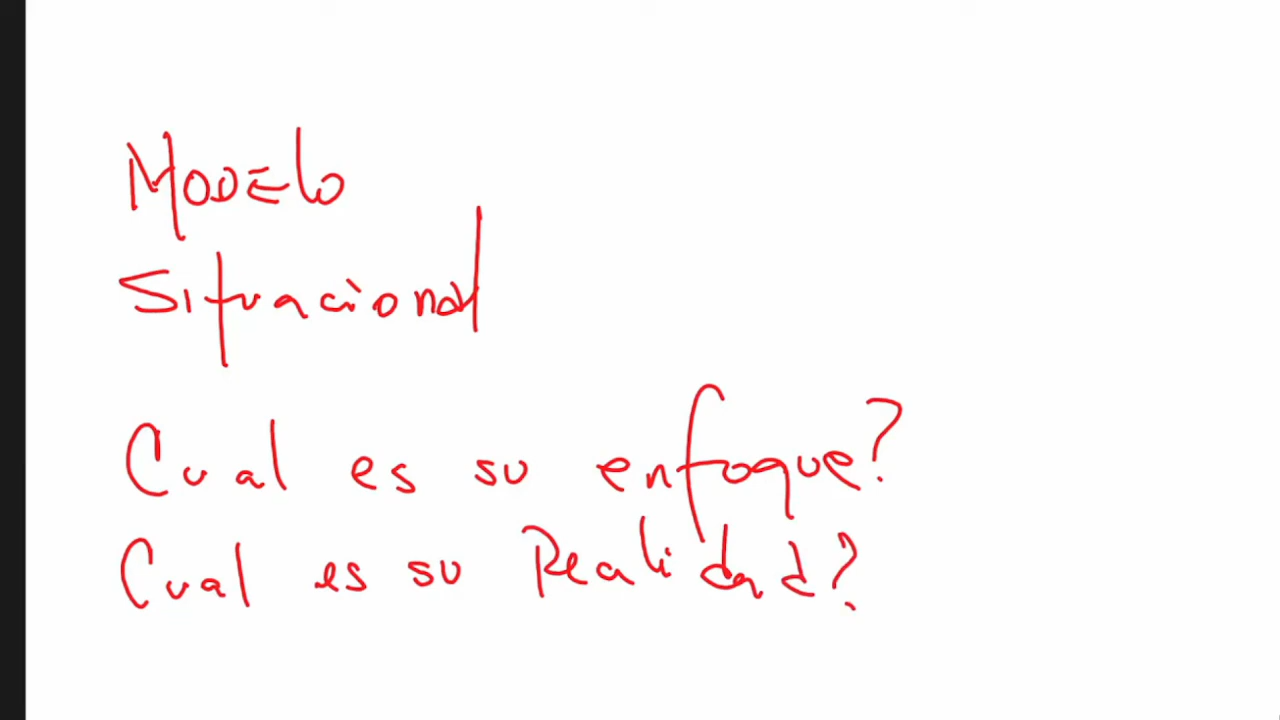 Modelo
Situacional
Cual es su enfoque?
Cual es su Realidad?